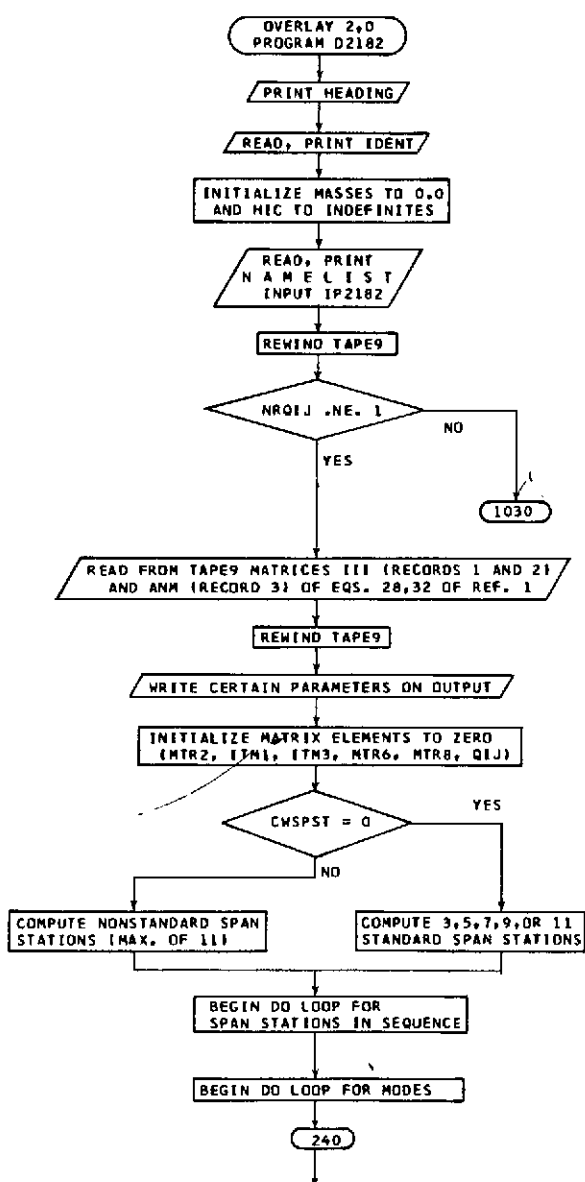 OVERLAY 2,0
PROGRAM D2182
PRINT HEADING
READ, PRINT IDENT
INITIALIZE MASSES TO 0.0
AND HIC TO INDEFINITES
READ, PRINT
N A M E L I S T
INPUT IP2182
REWIND TAPE9
NRQIJ .NE. 1
NO
YES
1030
READ FROM TAPE9 MATRICES III (RECORDS 1 AND 2)
AND ANM (RECORD 3) OF EQS. 28,32 OF REF. 1
REWIND TAPE9
WRITE CERTAIN PARAMETERS ON OUTPUT
INITIALIZE MATRIX ELEMENTS TO ZERO
(MTR2, ITM1, ITM3, MTR6, MTR8, QIJ)
YES
CWSPST = 0
NO
COMPUTE NONSTANDARD SPAN
STATIONS (MAX. OF 11)
COMPUTE 3,5,7,9,OR 11
STANDARD SPAN STATIONS
BEGIN DO LOOP FOR
SPAN STATIONS IN SEQUENCE
BEGIN DO LOOP FOR MODES
240